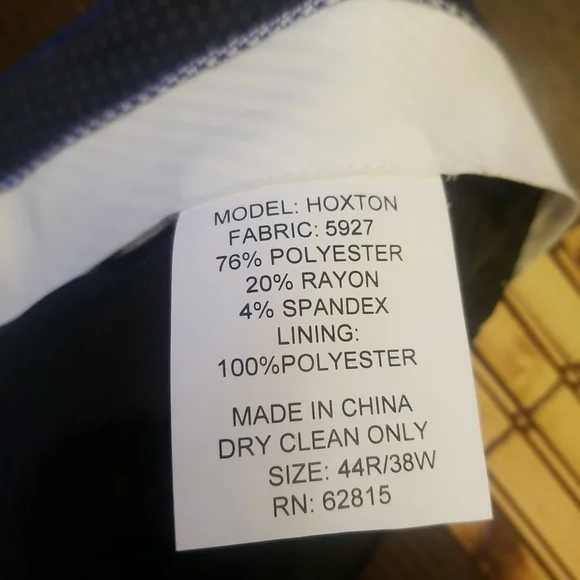 MODEL: HOXTON
FABRIC: 5927
76% POLYESTER
20% RAYON
4% SPANDEX
LINING:
100%POLYESTER
MADE IN CHINA
DRY CLEAN ONLY
SIZE: 44R/38W
RN: 62815